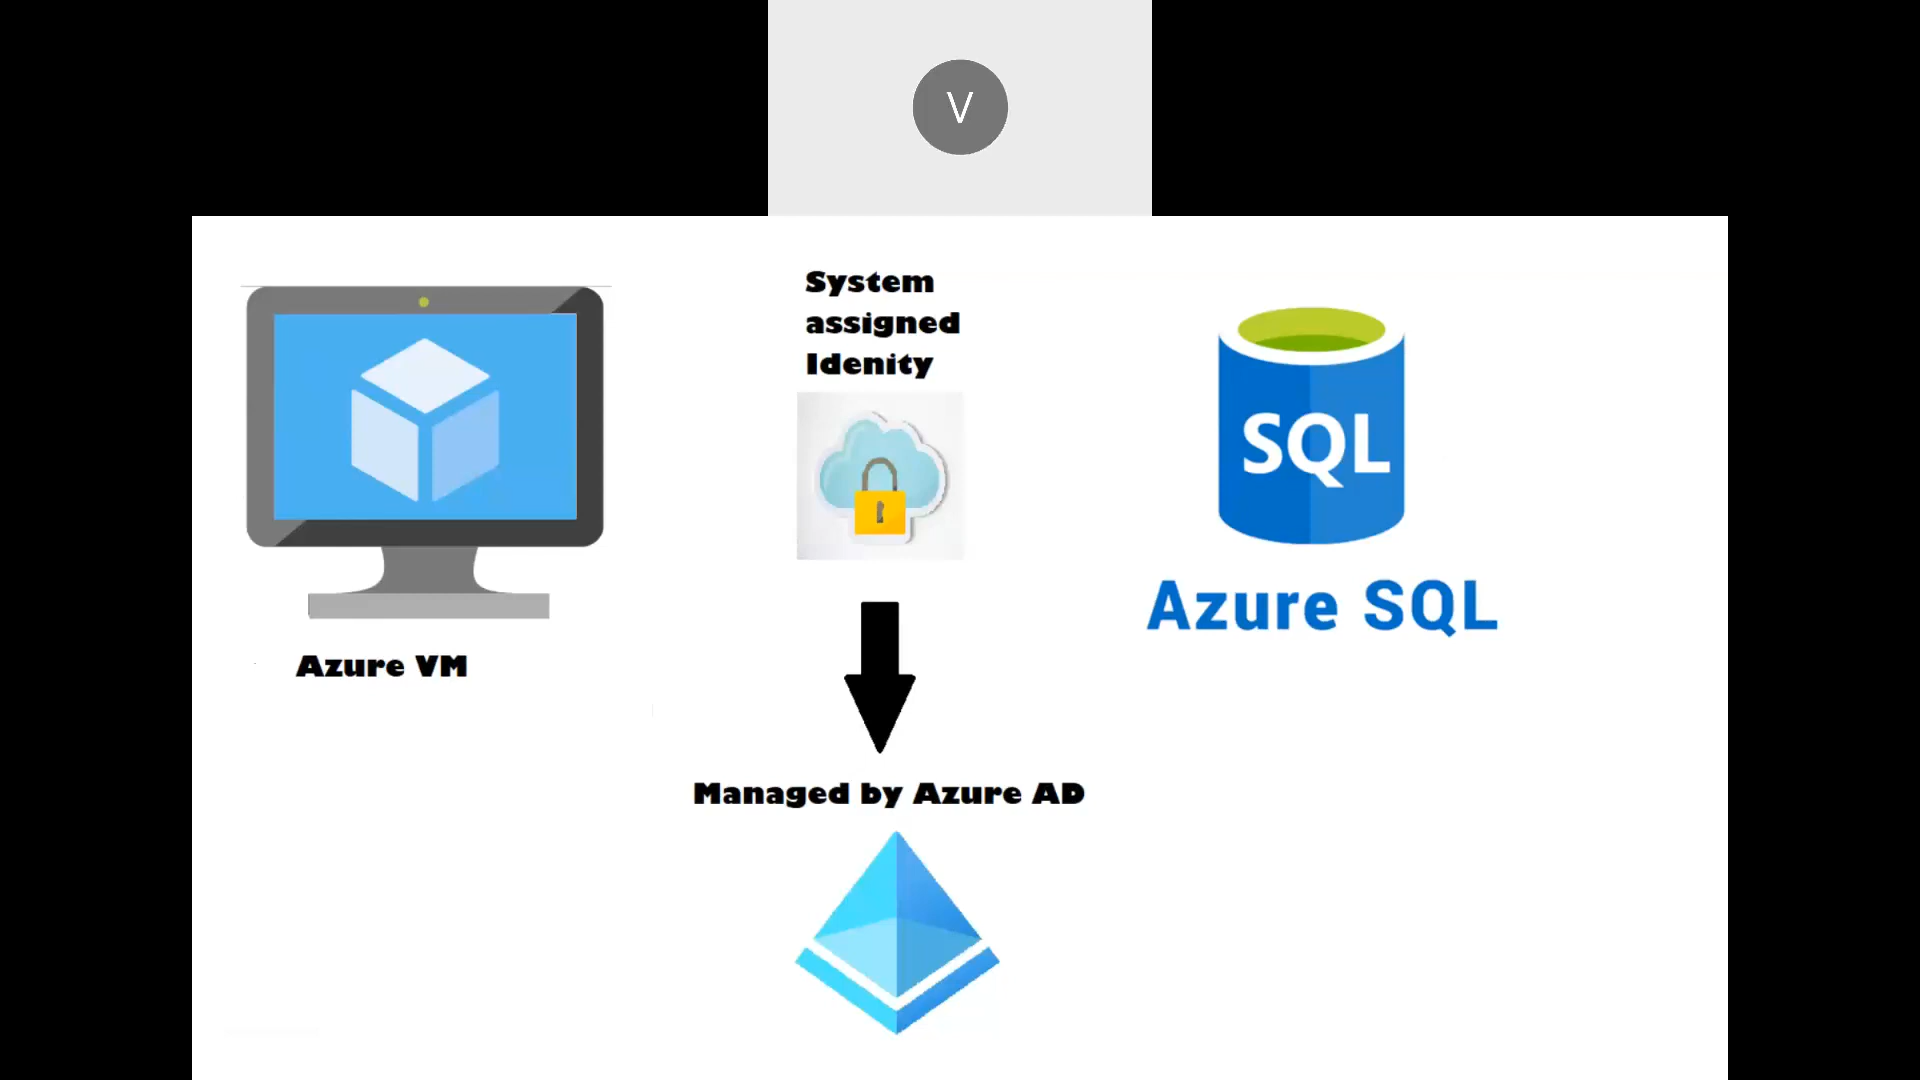 V
System
assigned
Idenity
SQL
Azure SQL
Azure VM
Managed by Azure AD